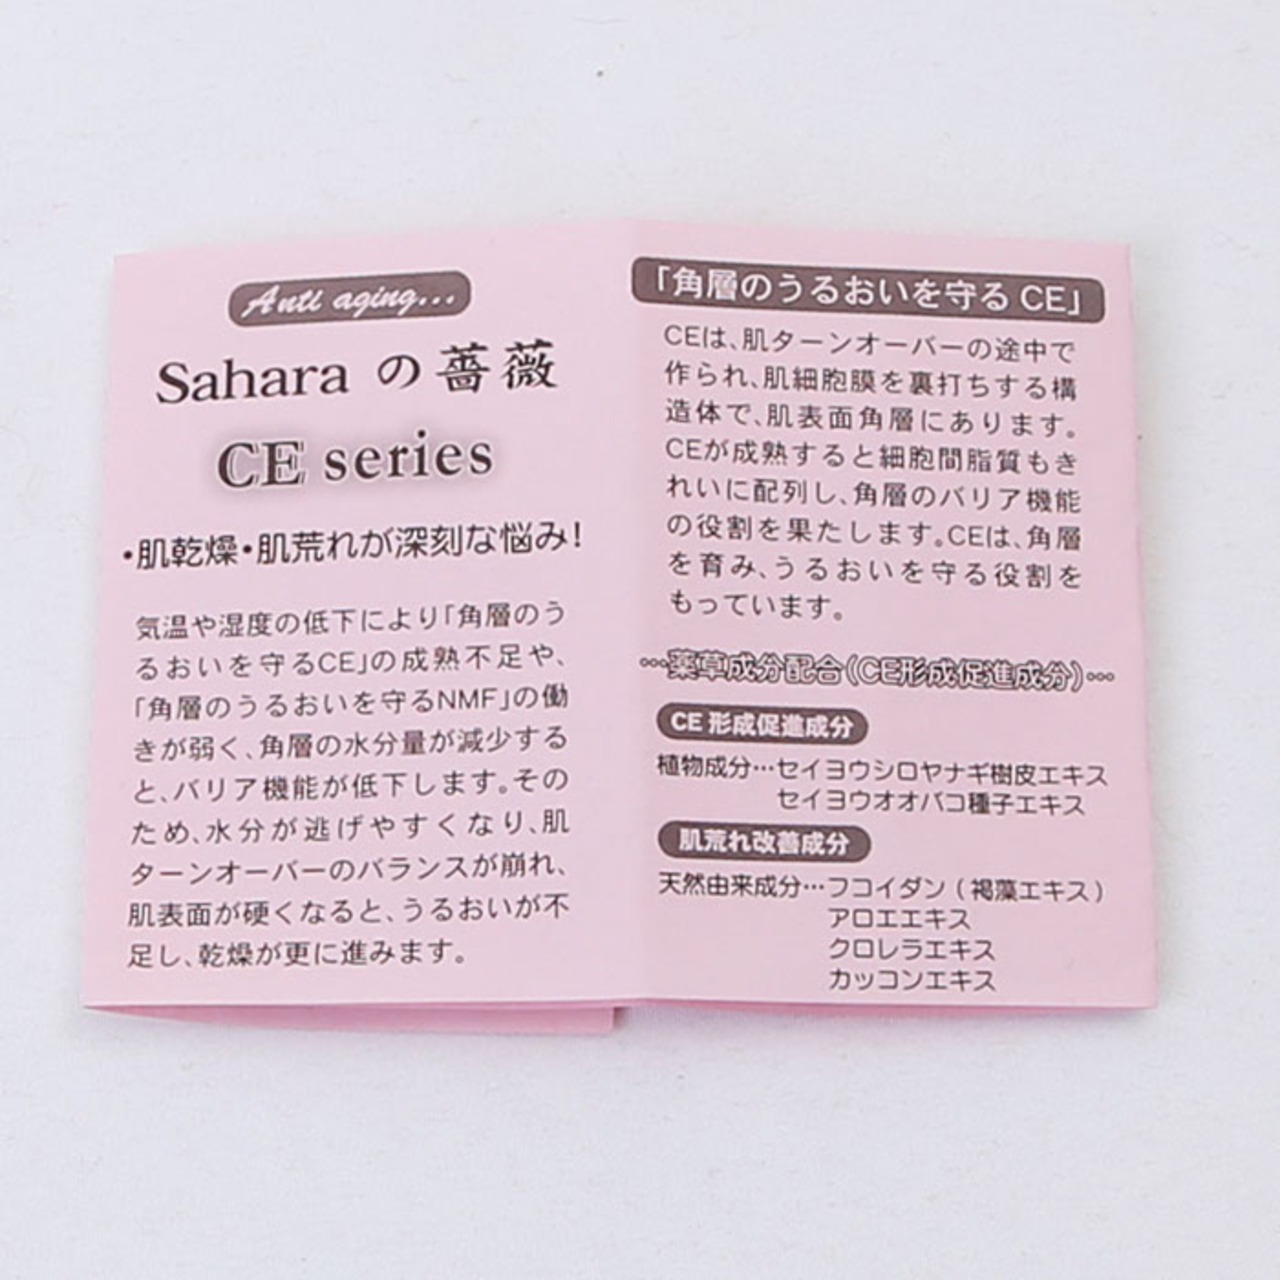 Anti aging...
Sahara の薔薇
CE series
・肌乾燥・肌荒れが深刻な悩み!
気温や湿度の低下により「角層のう
るおいを守るCE」の成熟不足や、
「角層のうるおいを守るNMF」の働
きが弱く、角層の水分量が減少する
と、バリア機能が低下します。その
ため、水分が逃げやすくなり、肌
ターンオーバーのバランスが崩れ、
肌表面が硬くなると、うるおいが不
足し、乾燥が更に進みます。
「角層のうるおいを守る CE」
CEは、肌ターンオーバーの途中で
作られ、肌細胞膜を裏打ちする構
造体で、肌表面角層にあります。
CEが成熟すると細胞間脂質もき
れいに配列し、角層のバリア機能
の役割を果たします。CEは、角層
を育み、うるおいを守る役割を
もっています。
…薬草成分配合(CE形成促進成分)…
CE 形成促進成分
植物成分…セイヨウシロヤナギ樹皮エキス
セイヨウオオバコ種子エキス
肌荒れ改善成分
天然由来成分…フコイダン(褐藻エキス)
アロエエキス
クロレラエキス
カッコンエキス